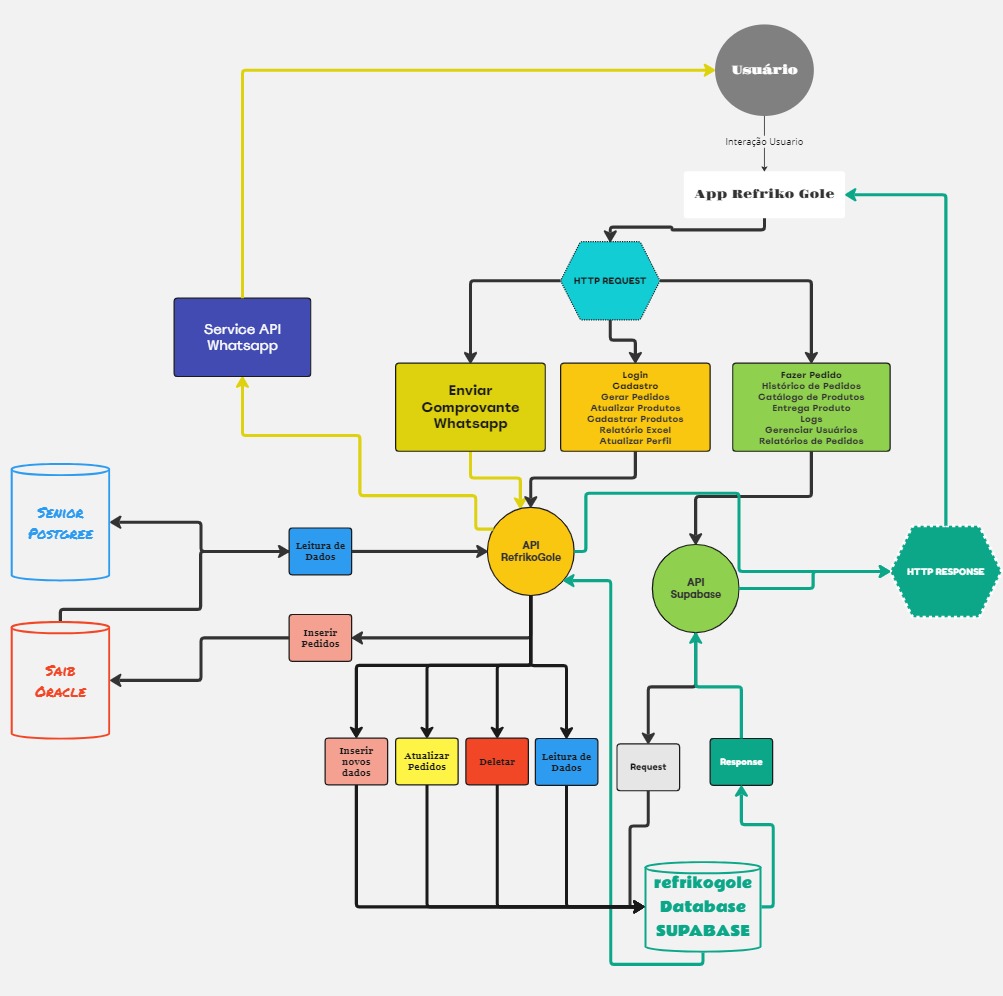 Usuário
Interação Usuario
App Refriko Gole
HTTP REQUEST
Service API
Whatsapp
Enviar
Comprovante
Whatsapp
Login
Cadastro
Gerar Pedidos
Atualizar Produtos
Cadastrar Produtos
Relatório Excel
Atualizar Perfil
Fazer Pedido
Histórico de Pedidos
Catálogo de Produtos
Entrega Produto
Logs
Gerenciar Usuários
Relatórios de Pedidos
Senior
Postgree
Leitura de
Dados
API
RefrikoGole
API
Supabase
HTTP RESPONSE
Inserir
Pedidos
Saib
Oracle
Inserir
novos
dados
Atualizar
Pedidos
Deletar
Leitura de
Dados
Request
Response
refrikogole
Database
SUPABASE